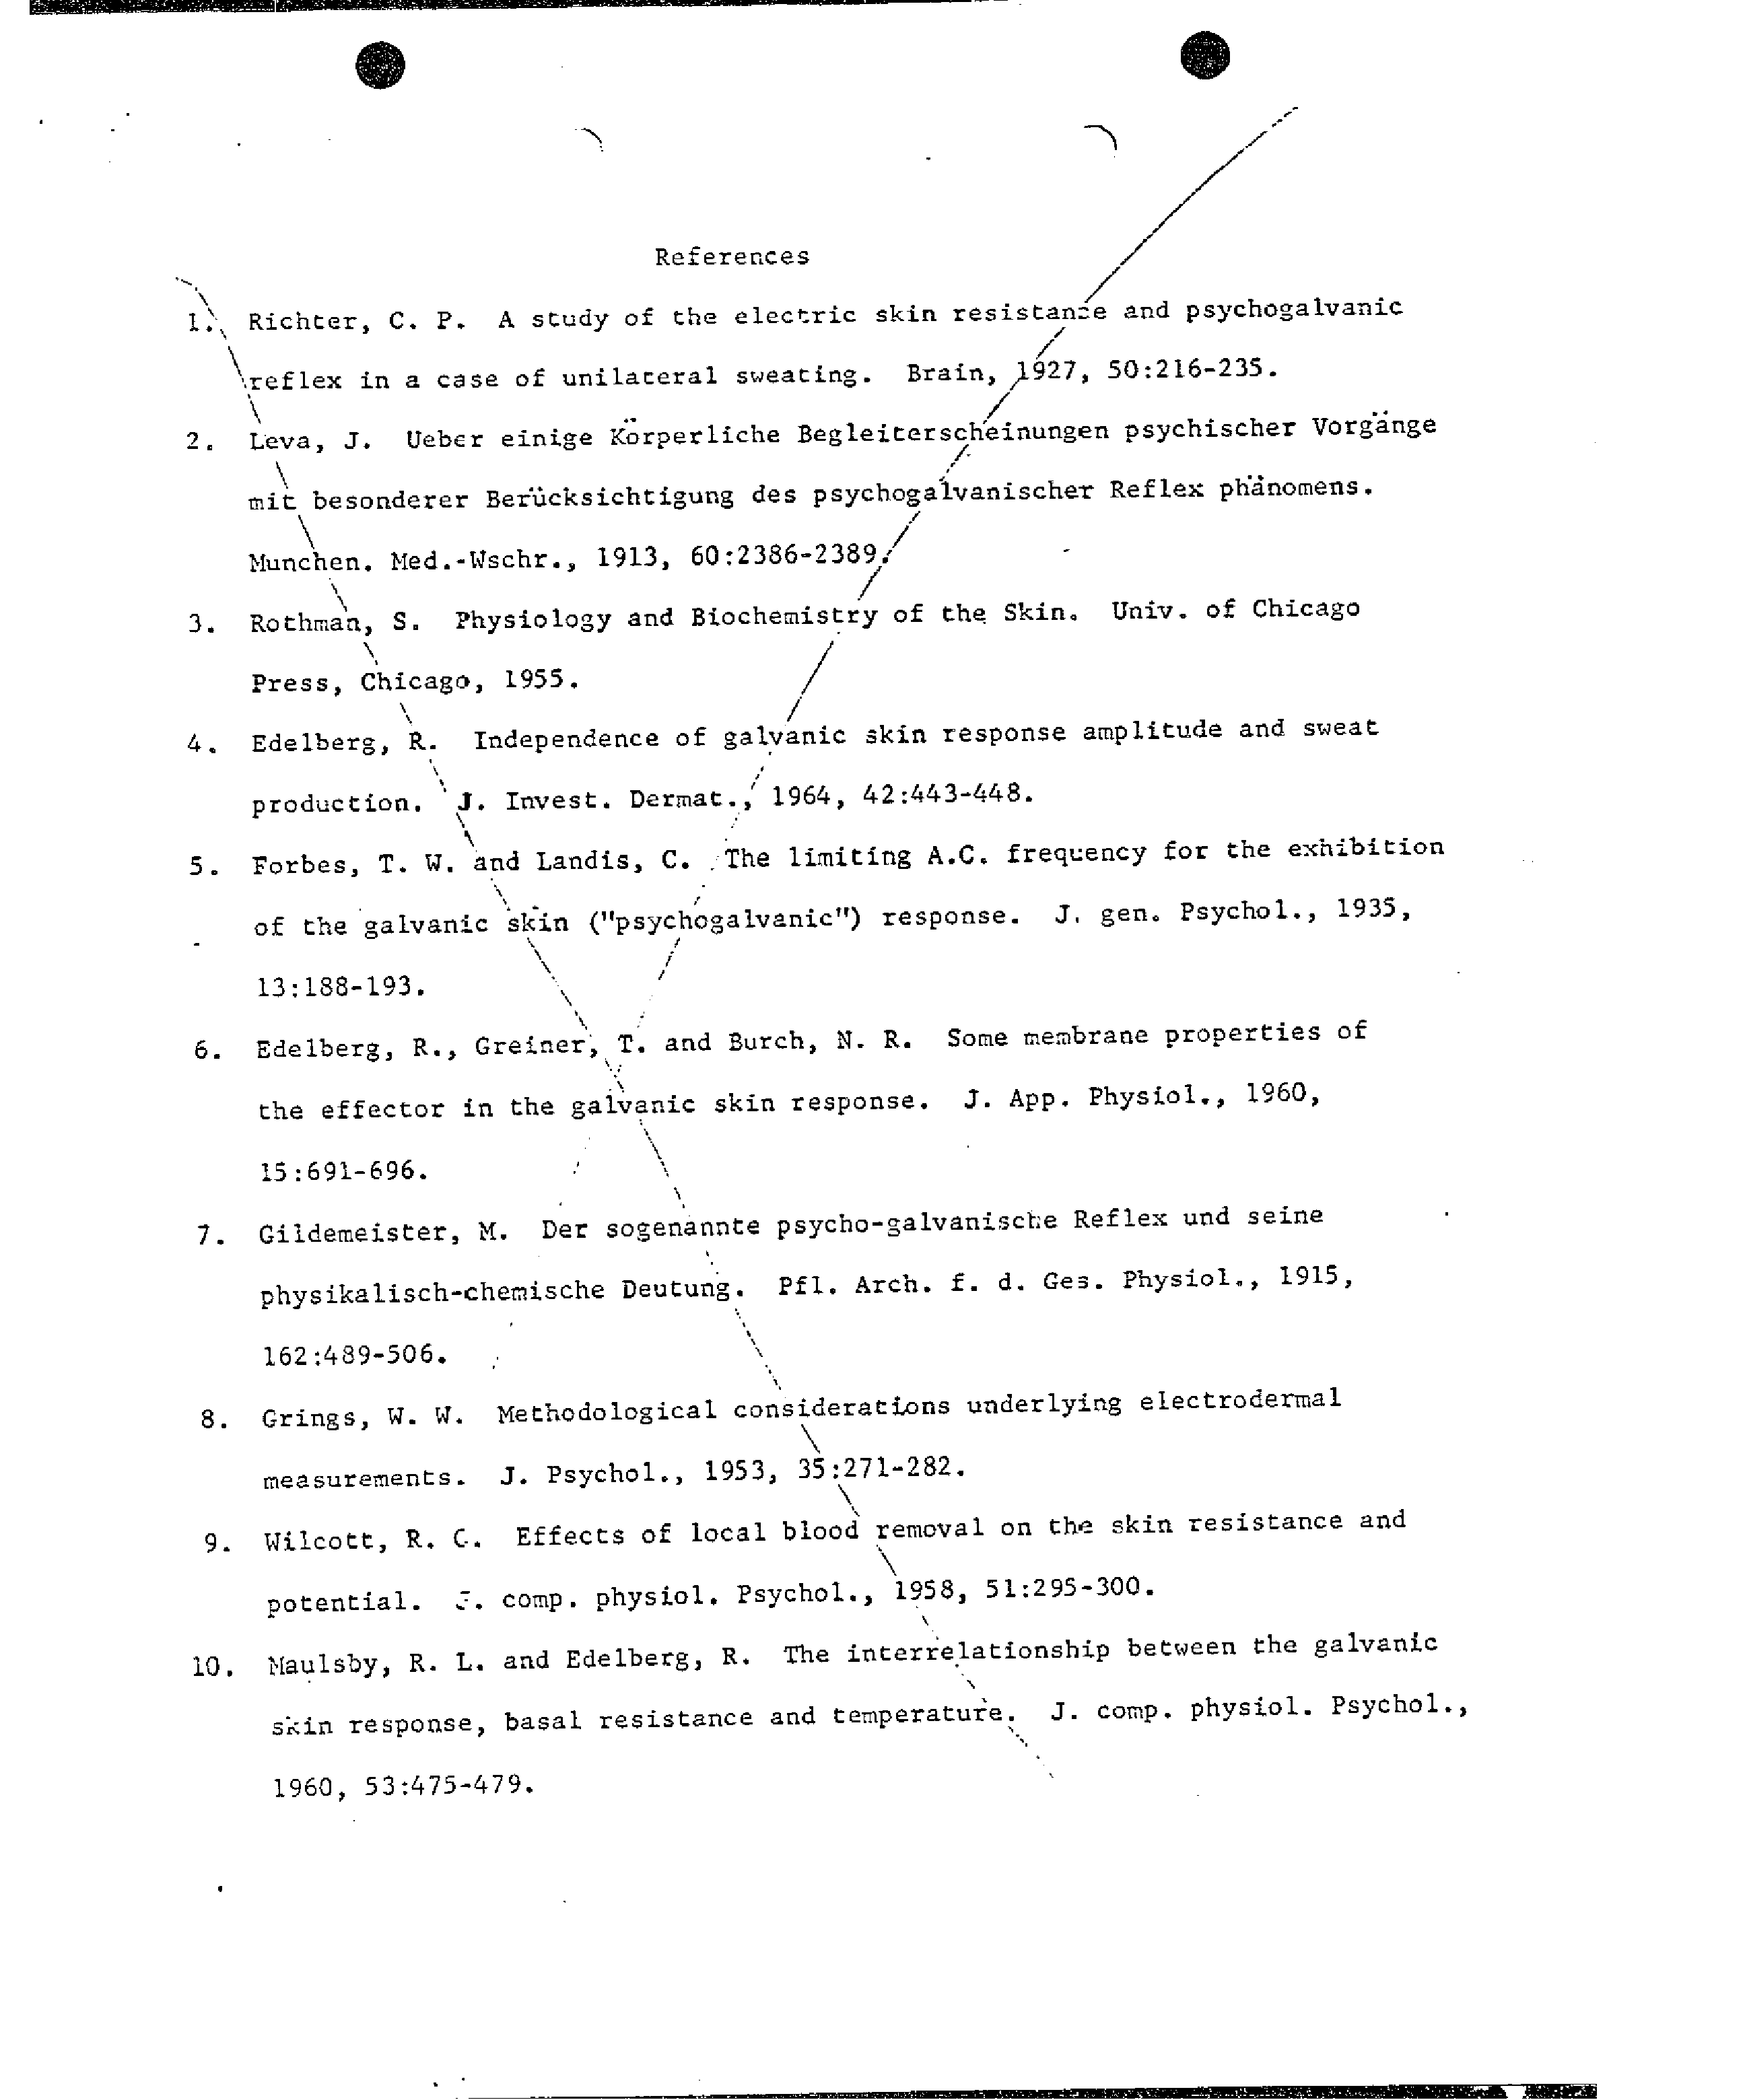 References
1. Richter, C. P. A study of the electric skin resistance and psychogalvanic
reflex in a case of unilateral sweating. Brain, 1927, 50:216-235.
2. Leva, J. Ueber einige Körperliche Begleiterscheinungen psychischer Vorgänge
mit besonderer Berücksichtigung des psychogalvanischer Reflex phänomens.
Munchen. Med.-Wschr., 1913, 60:2386-2389.
3. Rothman, S. Physiology and Biochemistry of the Skin. Univ. of Chicago
Press, Chicago, 1955.
4. Edelberg, R. Independence of galvanic skin response amplitude and sweat
production. J. Invest. Dermat., 1964, 42:443-448.
5. Forbes, T. W. and Landis, C. The limiting A.C. frequency for the exhibition
of the galvanic skin ("psychogalvanic") response. J. gen. Psychol., 1935,
13:188-193.
6. Edelberg, R., Greiner, T. and Burch, N. R. Some membrane properties of
the effector in the galvanic skin response. J. App. Physiol., 1960,
15:691-696.
7. Gildemeister, M. Der sogenannte psycho-galvanische Reflex und seine
physikalisch-chemische Deutung. Pfl. Arch. f. d. Ges. Physiol., 1915,
162:489-506.
8. Grings, W. W. Methodological considerations underlying electrodermal
measurements. J. Psychol., 1953, 35:271-282.
9. Wilcott, R. C. Effects of local blood removal on the skin resistance and
potential. J. comp. physiol. Psychol., 1958, 51:295-300.
10. Maulsby, R. L. and Edelberg, R. The interrelationship between the galvanic
skin response, basal resistance and temperature. J. comp. physiol. Psychol.,
1960, 53:475-479.